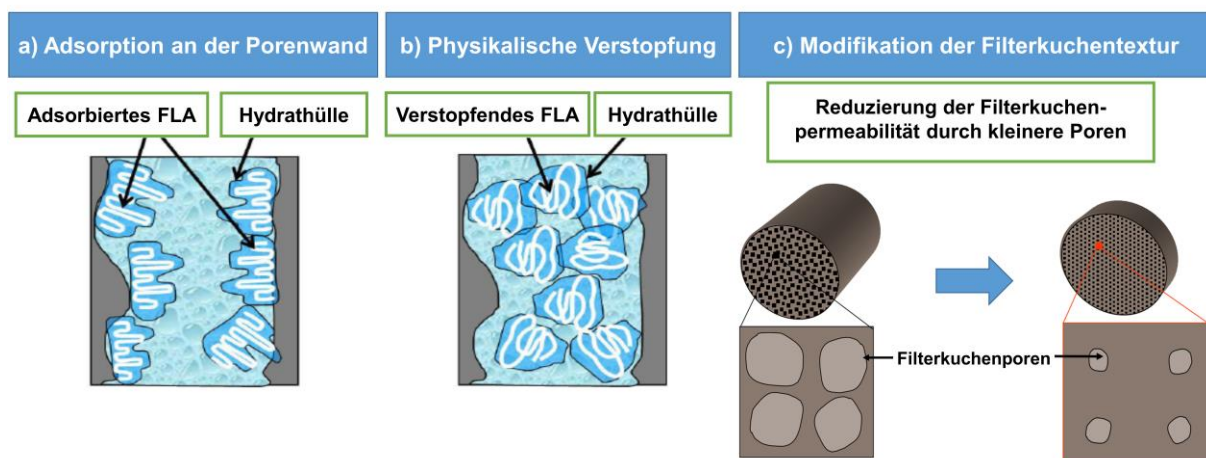 a) Adsorption an der Porenwand
b) Physikalische Verstopfung
c) Modifikation der Filterkuchentextur
Adsorbiertes FLA
Hydrathülle
Verstopfendes FLA
Hydrathülle
Reduzierung der Filterkuchen-
permeabilität durch kleinere Poren
Filterkuchenporen